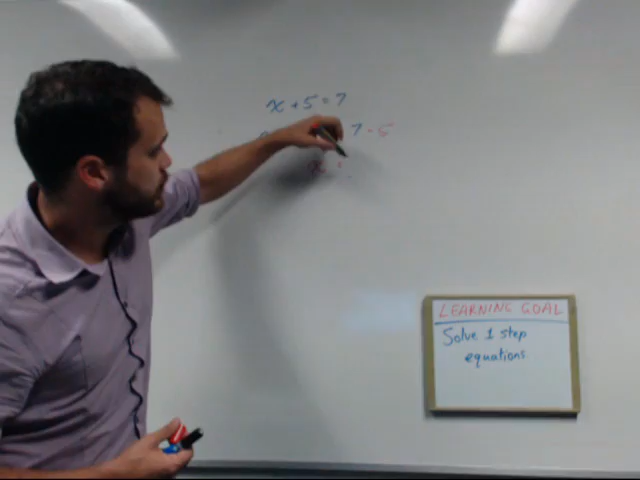 x + 5 = 7
7 - 5
x =
LEARNING GOAL
Solve 1 step
equations